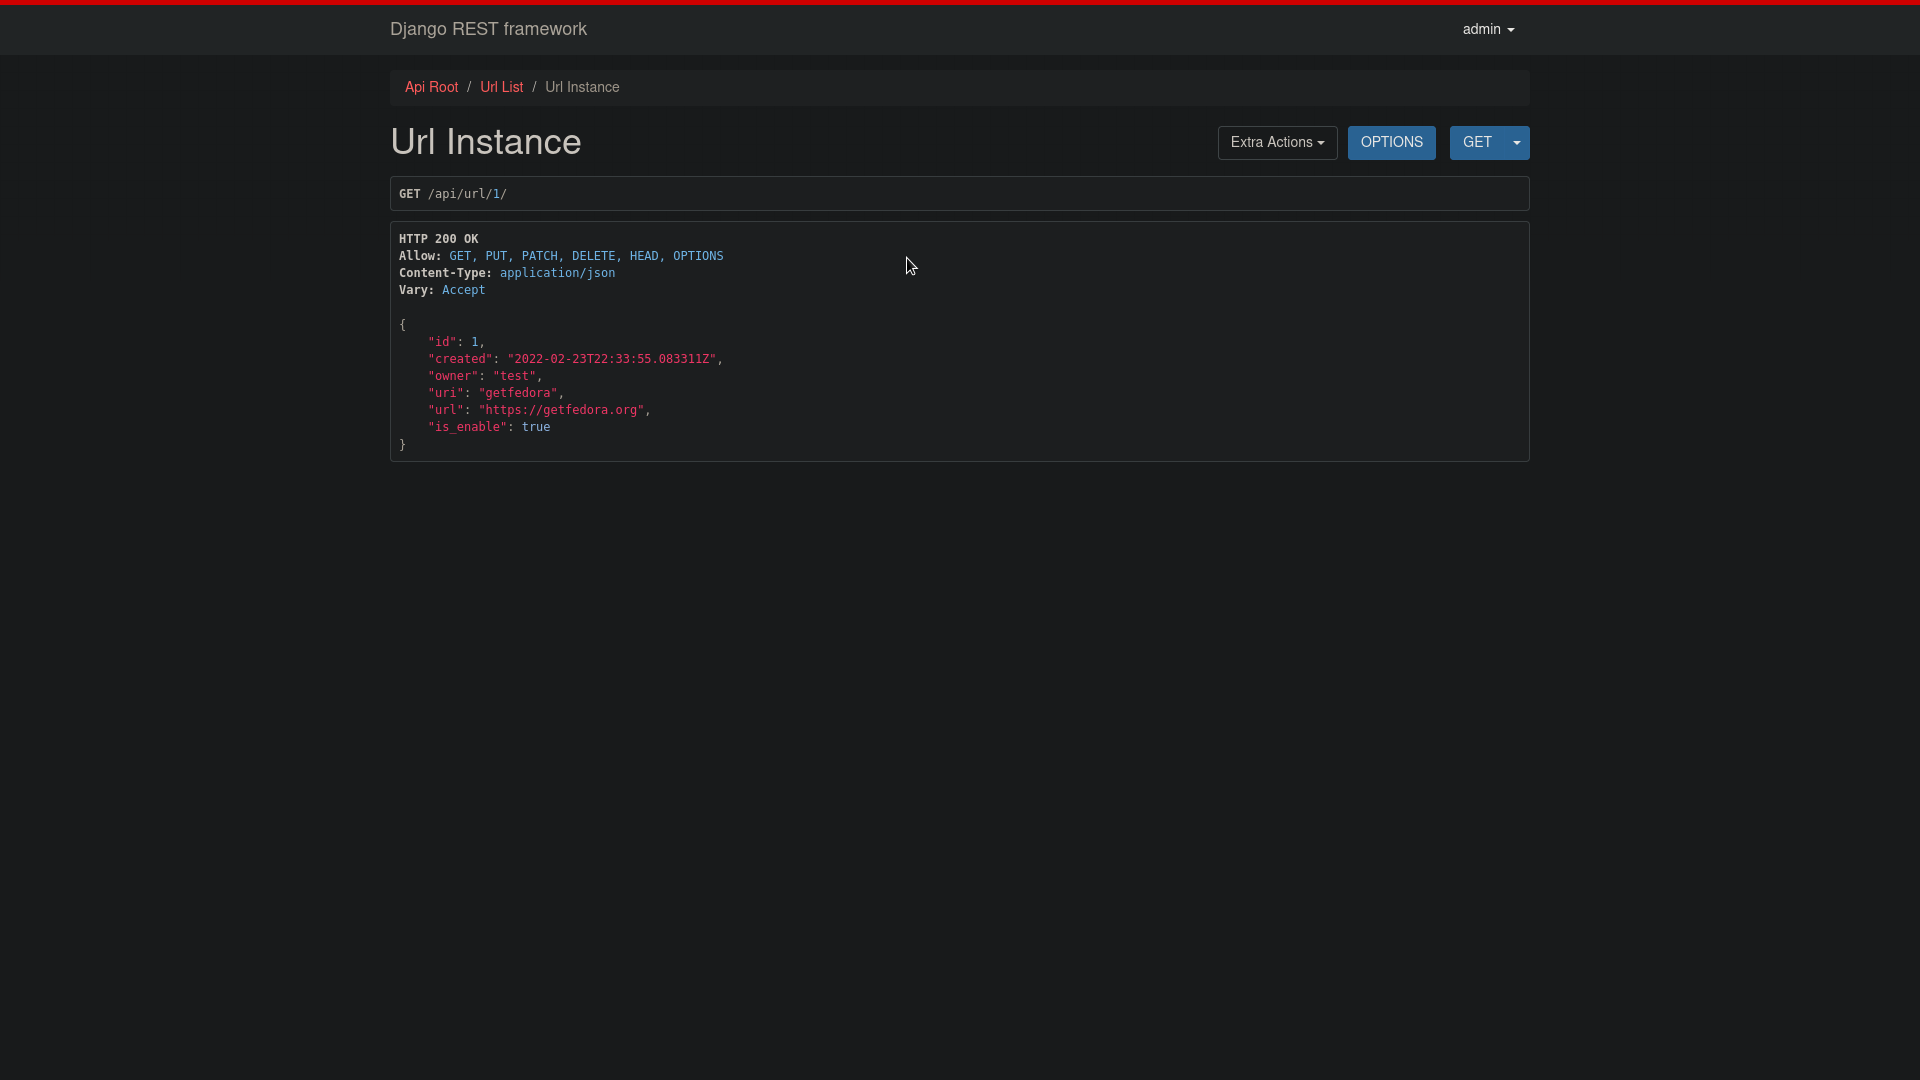 Django REST framework
admin
Api Root / Url List / Url Instance
Url Instance
Extra Actions
OPTIONS
GET
GET /api/url/1/
HTTP 200 OK
Allow: GET, PUT, PATCH, DELETE, HEAD, OPTIONS
Content-Type: application/json
Vary: Accept
{
    "id": 1,
    "created": "2022-02-23T22:33:55.083311Z",
    "owner": "test",
    "uri": "getfedora",
    "url": "https://getfedora.org",
    "is_enable": true
}